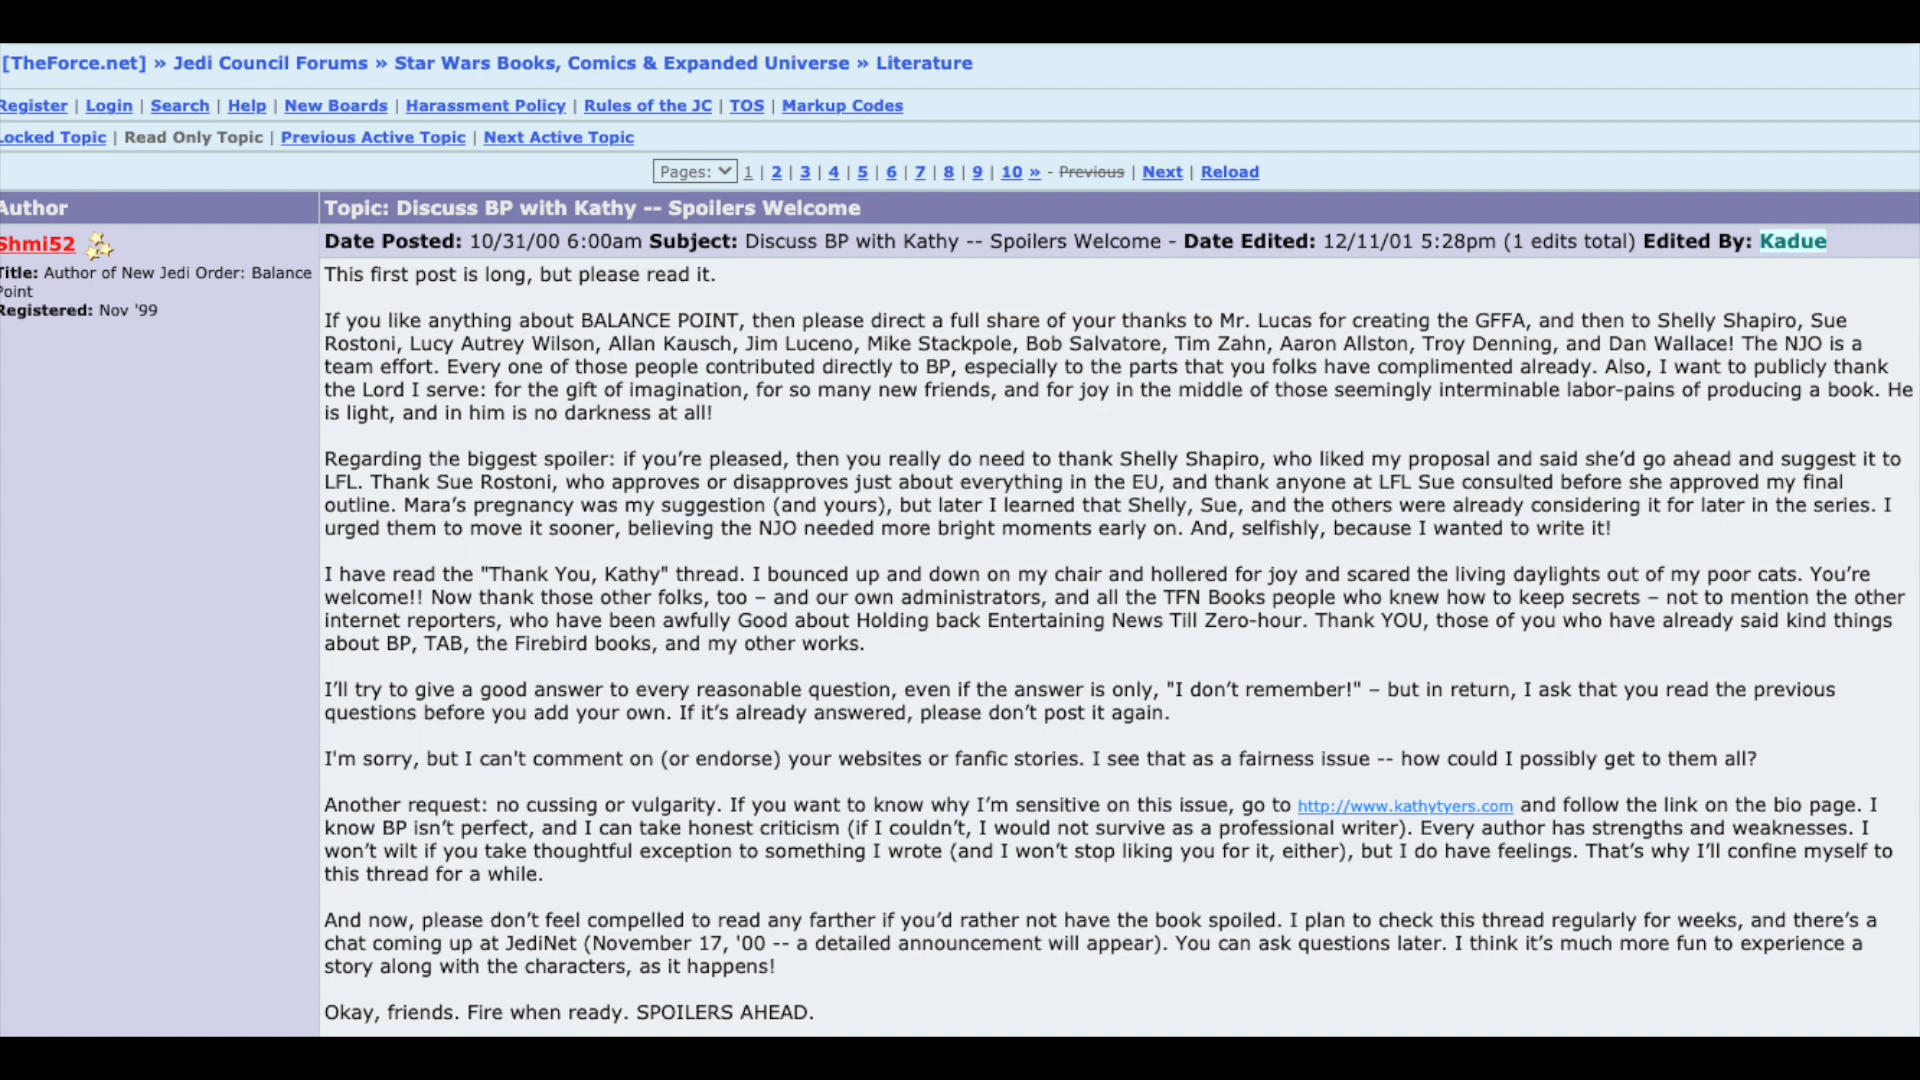 [TheForce.net] » Jedi Council Forums » Star Wars Books, Comics & Expanded Universe » Literature
Register | Login | Search | Help | New Boards | Harassment Policy | Rules of the JC | TOS | Markup Codes
Locked Topic | Read Only Topic | Previous Active Topic | Next Active Topic
Pages: 1 | 2 | 3 | 4 | 5 | 6 | 7 | 8 | 9 | 10 » - Previous | Next | Reload
Author
Topic: Discuss BP with Kathy -- Spoilers Welcome
Shmi52
Title: Author of New Jedi Order: Balance
Point
Registered: Nov '99
Date Posted: 10/31/00 6:00am Subject: Discuss BP with Kathy -- Spoilers Welcome - Date Edited: 12/11/01 5:28pm (1 edits total) Edited By: Kadue
This first post is long, but please read it.
If you like anything about BALANCE POINT, then please direct a full share of your thanks to Mr. Lucas for creating the GFFA, and then to Shelly Shapiro, Sue
Rostoni, Lucy Autrey Wilson, Allan Kausch, Jim Luceno, Mike Stackpole, Bob Salvatore, Tim Zahn, Aaron Allston, Troy Denning, and Dan Wallace! The NJO is a
team effort. Every one of those people contributed directly to BP, especially to the parts that you folks have complimented already. Also, I want to publicly thank
the Lord I serve: for the gift of imagination, for so many new friends, and for joy in the middle of those seemingly interminable labor-pains of producing a book. He
is light, and in him is no darkness at all!
Regarding the biggest spoiler: if you’re pleased, then you really do need to thank Shelly Shapiro, who liked my proposal and said she’d go ahead and suggest it to
LFL. Thank Sue Rostoni, who approves or disapproves just about everything in the EU, and thank anyone at LFL Sue consulted before she approved my final
outline. Mara’s pregnancy was my suggestion (and yours), but later I learned that Shelly, Sue, and the others were already considering it for later in the series. I
urged them to move it sooner, believing the NJO needed more bright moments early on. And, selfishly, because I wanted to write it!
I have read the "Thank You, Kathy" thread. I bounced up and down on my chair and hollered for joy and scared the living daylights out of my poor cats. You’re
welcome!! Now thank those other folks, too – and our own administrators, and all the TFN Books people who knew how to keep secrets – not to mention the other
internet reporters, who have been awfully Good about Holding back Entertaining News Till Zero-hour. Thank YOU, those of you who have already said kind things
about BP, TAB, the Firebird books, and my other works.
I’ll try to give a good answer to every reasonable question, even if the answer is only, "I don’t remember!" – but in return, I ask that you read the previous
questions before you add your own. If it’s already answered, please don’t post it again.
I'm sorry, but I can't comment on (or endorse) your websites or fanfic stories. I see that as a fairness issue -- how could I possibly get to them all?
Another request: no cussing or vulgarity. If you want to know why I’m sensitive on this issue, go to http://www.kathytyers.com and follow the link on the bio page. I
know BP isn’t perfect, and I can take honest criticism (if I couldn’t, I would not survive as a professional writer). Every author has strengths and weaknesses. I
won’t wilt if you take thoughtful exception to something I wrote (and I won’t stop liking you for it, either), but I do have feelings. That’s why I’ll confine myself to
this thread for a while.
And now, please don’t feel compelled to read any farther if you’d rather not have the book spoiled. I plan to check this thread regularly for weeks, and there’s a
chat coming up at JediNet (November 17, '00 -- a detailed announcement will appear). You can ask questions later. I think it’s much more fun to experience a
story along with the characters, as it happens!
Okay, friends. Fire when ready. SPOILERS AHEAD.